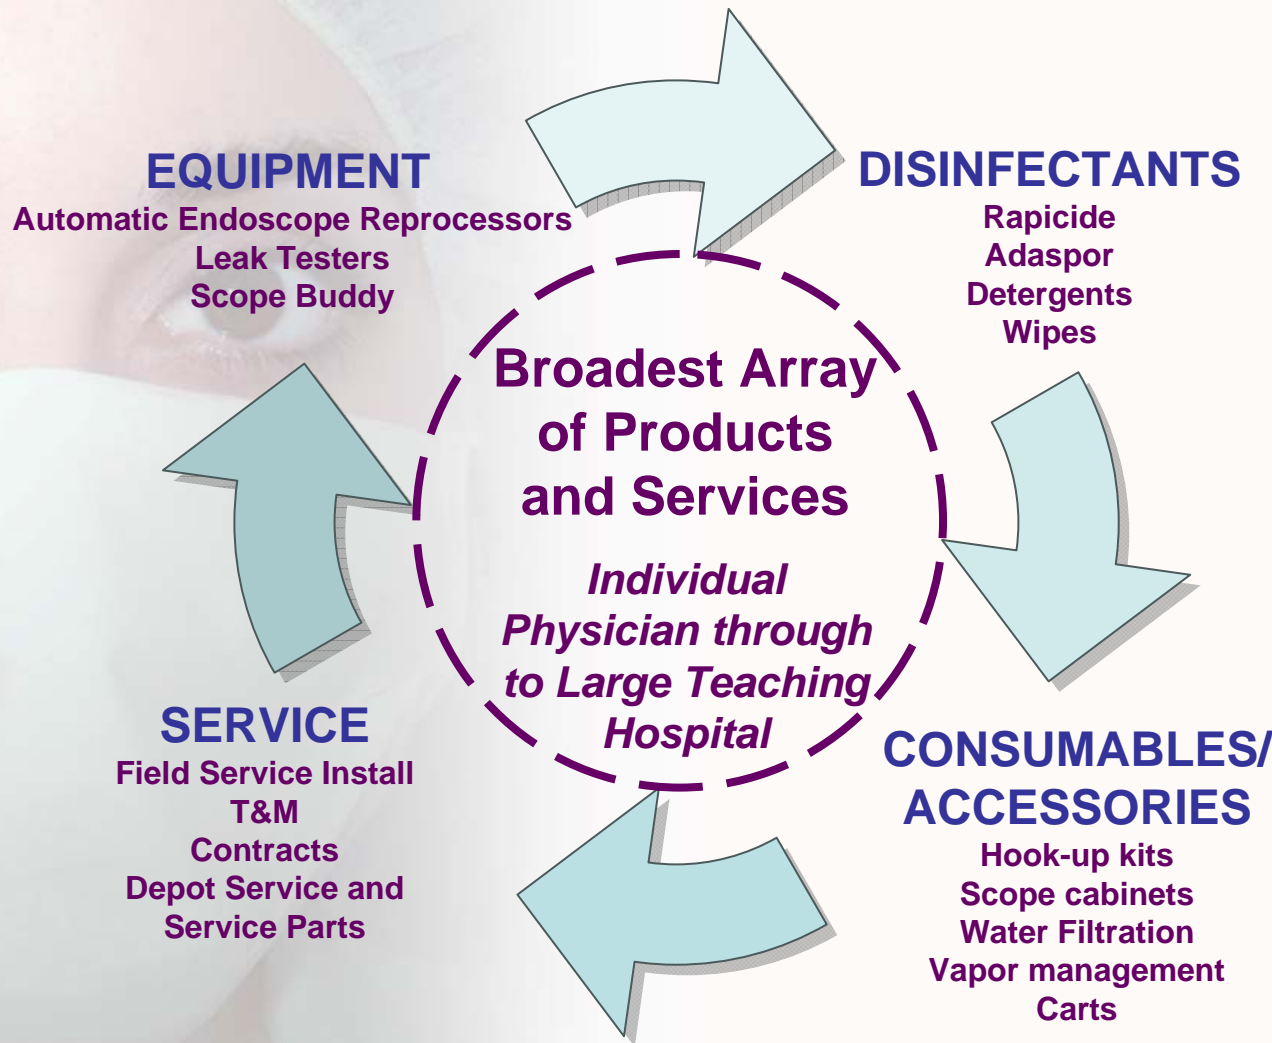 EQUIPMENT
Automatic Endoscope Reprocessors
Leak Testers
Scope Buddy
DISINFECTANTS
Rapicide
Adaspor
Detergents
Wipes
Broadest Array
of Products
and Services
Individual
Physician through
to Large Teaching
Hospital
SERVICE
Field Service Install
T&M
Contracts
Depot Service and
Service Parts
CONSUMABLES/
ACCESSORIES
Hook-up kits
Scope cabinets
Water Filtration
Vapor management
Carts